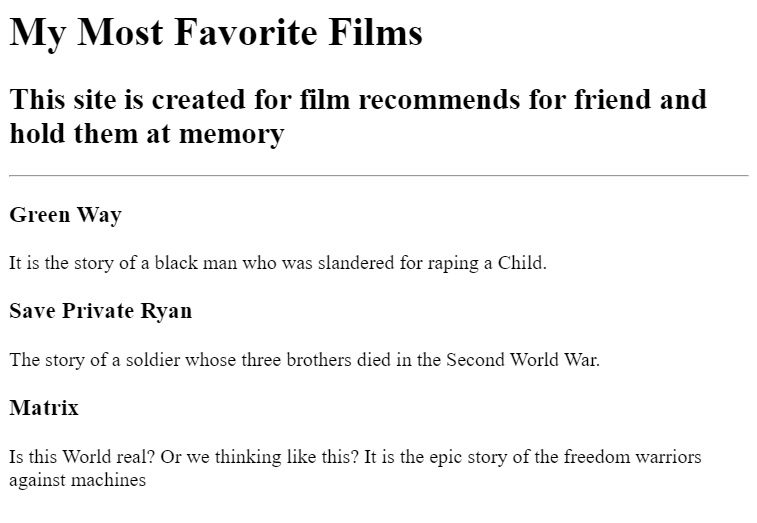 My Most Favorite Films
This site is created for film recommends for friend and
hold them at memory
Green Way
It is the story of a black man who was slandered for raping a Child.
Save Private Ryan
The story of a soldier whose three brothers died in the Second World War.
Matrix
Is this World real? Or we thinking like this? It is the epic story of the freedom warriors
against machines